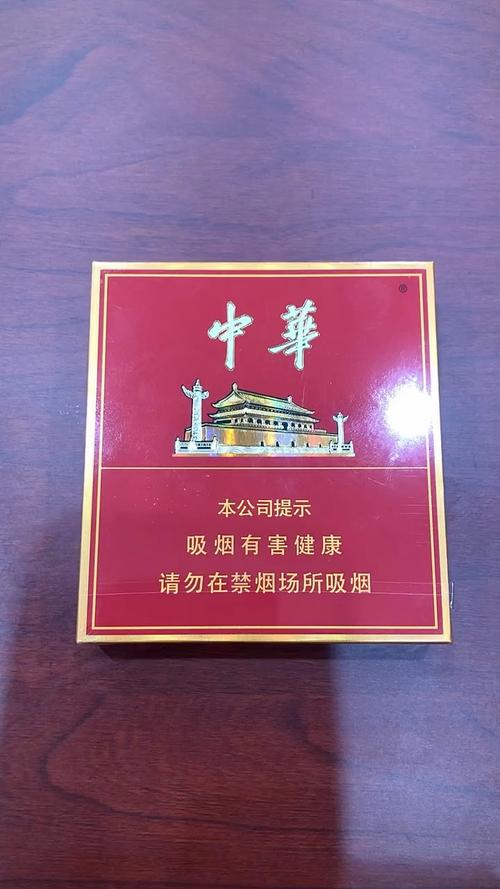 中華
®
本公司提示
吸烟有害健康
请勿在禁烟场所吸烟